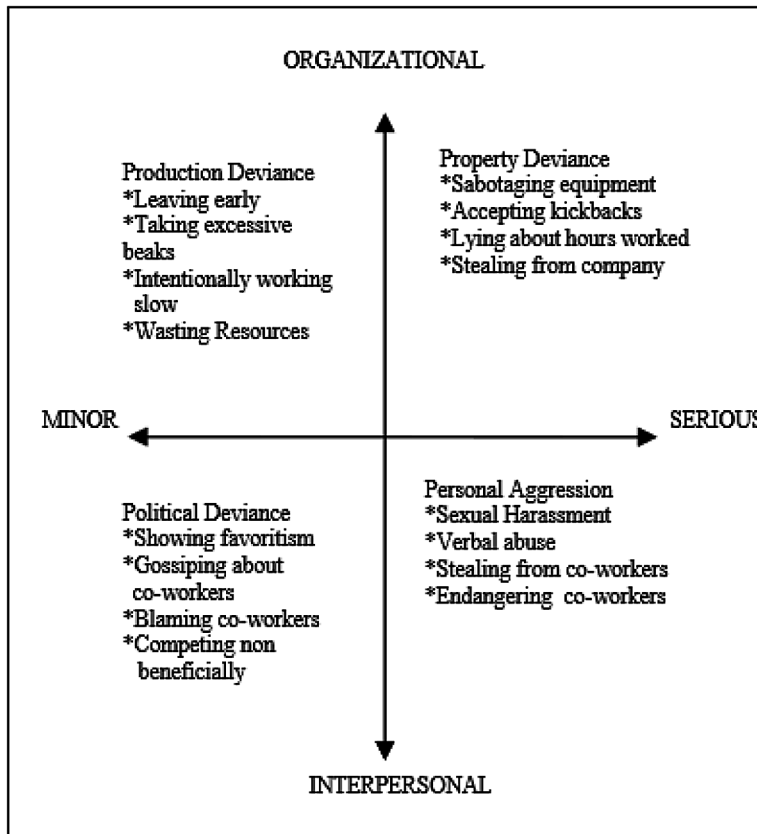 ORGANIZATIONAL
Production Deviance
*Leaving early
*Taking excessive
beaks
*Intentionally working
slow
*Wasting Resources
Property Deviance
*Sabotaging equipment
*Accepting kickbacks
*Lying about hours worked
*Stealing from company
MINOR
SERIOUS
Political Deviance
*Showing favoritism
*Gossiping about
co-workers
*Blaming co-workers
*Competing non
beneficially
Personal Aggression
*Sexual Harassment
*Verbal abuse
*Stealing from co-workers
*Endangering co-workers
INTERPERSONAL